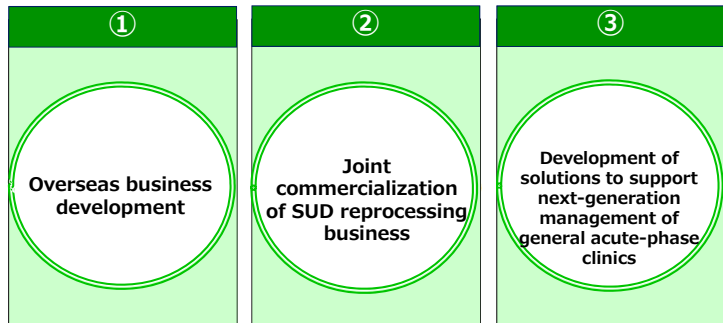 ①
Overseas business
development
②
Joint
commercialization
of SUD reprocessing
business
③
Development of
solutions to support
next-generation
management of
general acute-phase
clinics